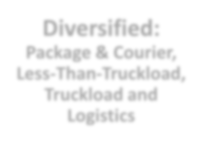 Diversified:
Package & Courier,
Less-Than-Truckload,
Truckload and
Logistics